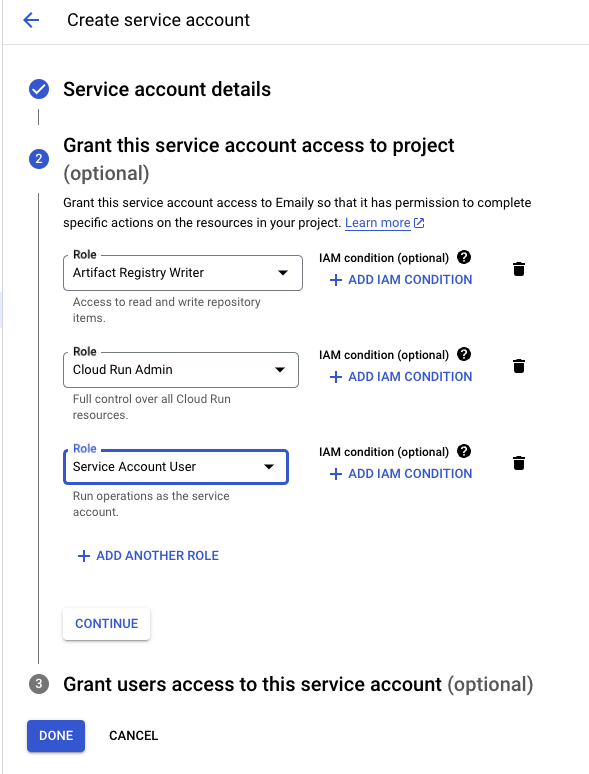 Create service account
Service account details
2
Grant this service account access to project
(optional)
Grant this service account access to Emaily so that it has permission to complete
specific actions on the resources in your project. Learn more
Role
Artifact Registry Writer
IAM condition (optional) ?
+ ADD IAM CONDITION
Access to read and write repository
items.
Role
Cloud Run Admin
IAM condition (optional) ?
+ ADD IAM CONDITION
Full control over all Cloud Run
resources.
Role
Service Account User
IAM condition (optional) ?
+ ADD IAM CONDITION
Run operations as the service
account.
+ ADD ANOTHER ROLE
CONTINUE
3
Grant users access to this service account (optional)
DONE
CANCEL